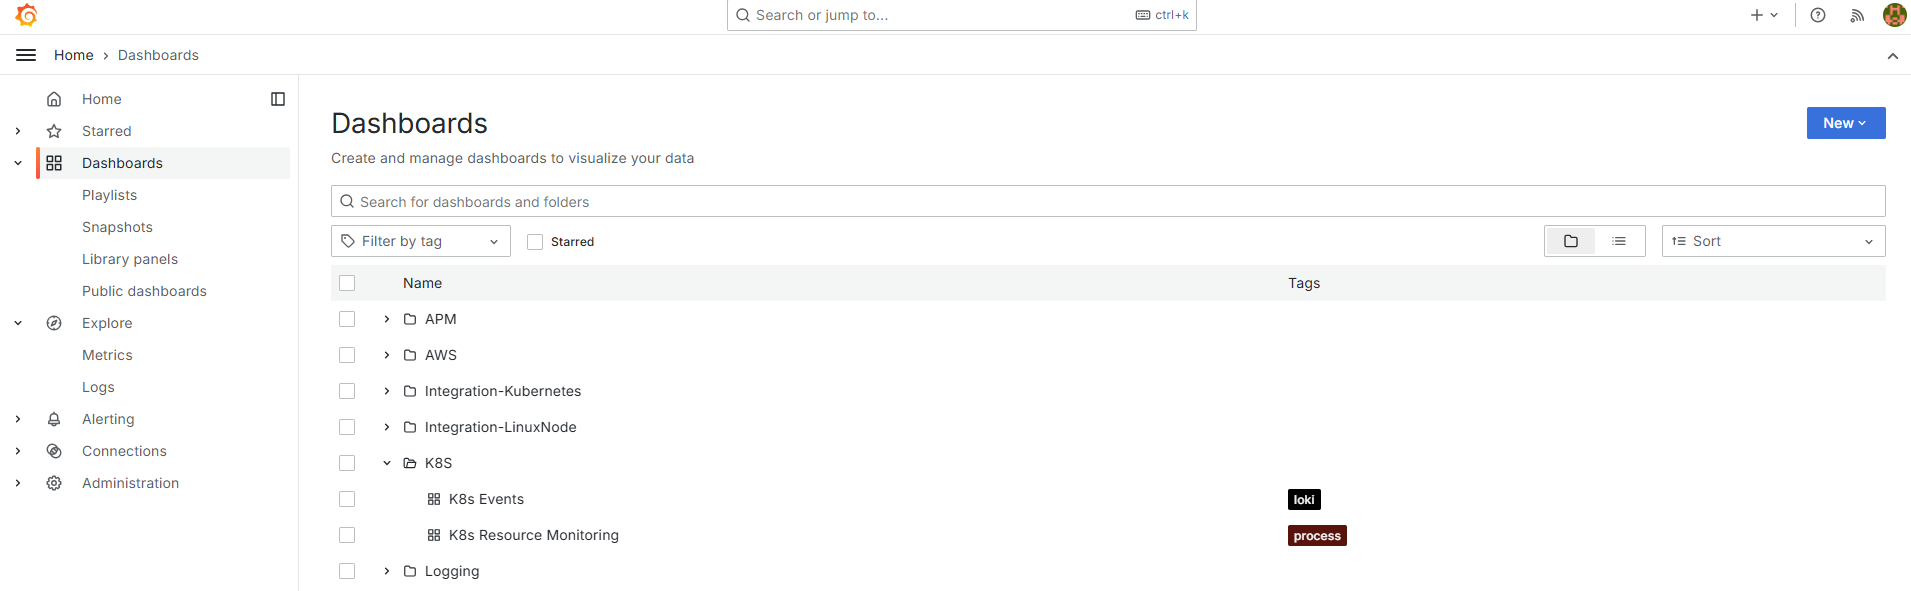 Search or jump to...
ctrl+k
Home
Dashboards
Home
Starred
Dashboards
Playlists
Snapshots
Library panels
Public dashboards
Explore
Metrics
Logs
Alerting
Connections
Administration
Dashboards
New
Create and manage dashboards to visualize your data
Search for dashboards and folders
Filter by tag
Starred
Sort
Name
Tags
APM
AWS
Integration-Kubernetes
Integration-LinuxNode
K8S
K8s Events
loki
K8s Resource Monitoring
process
Logging